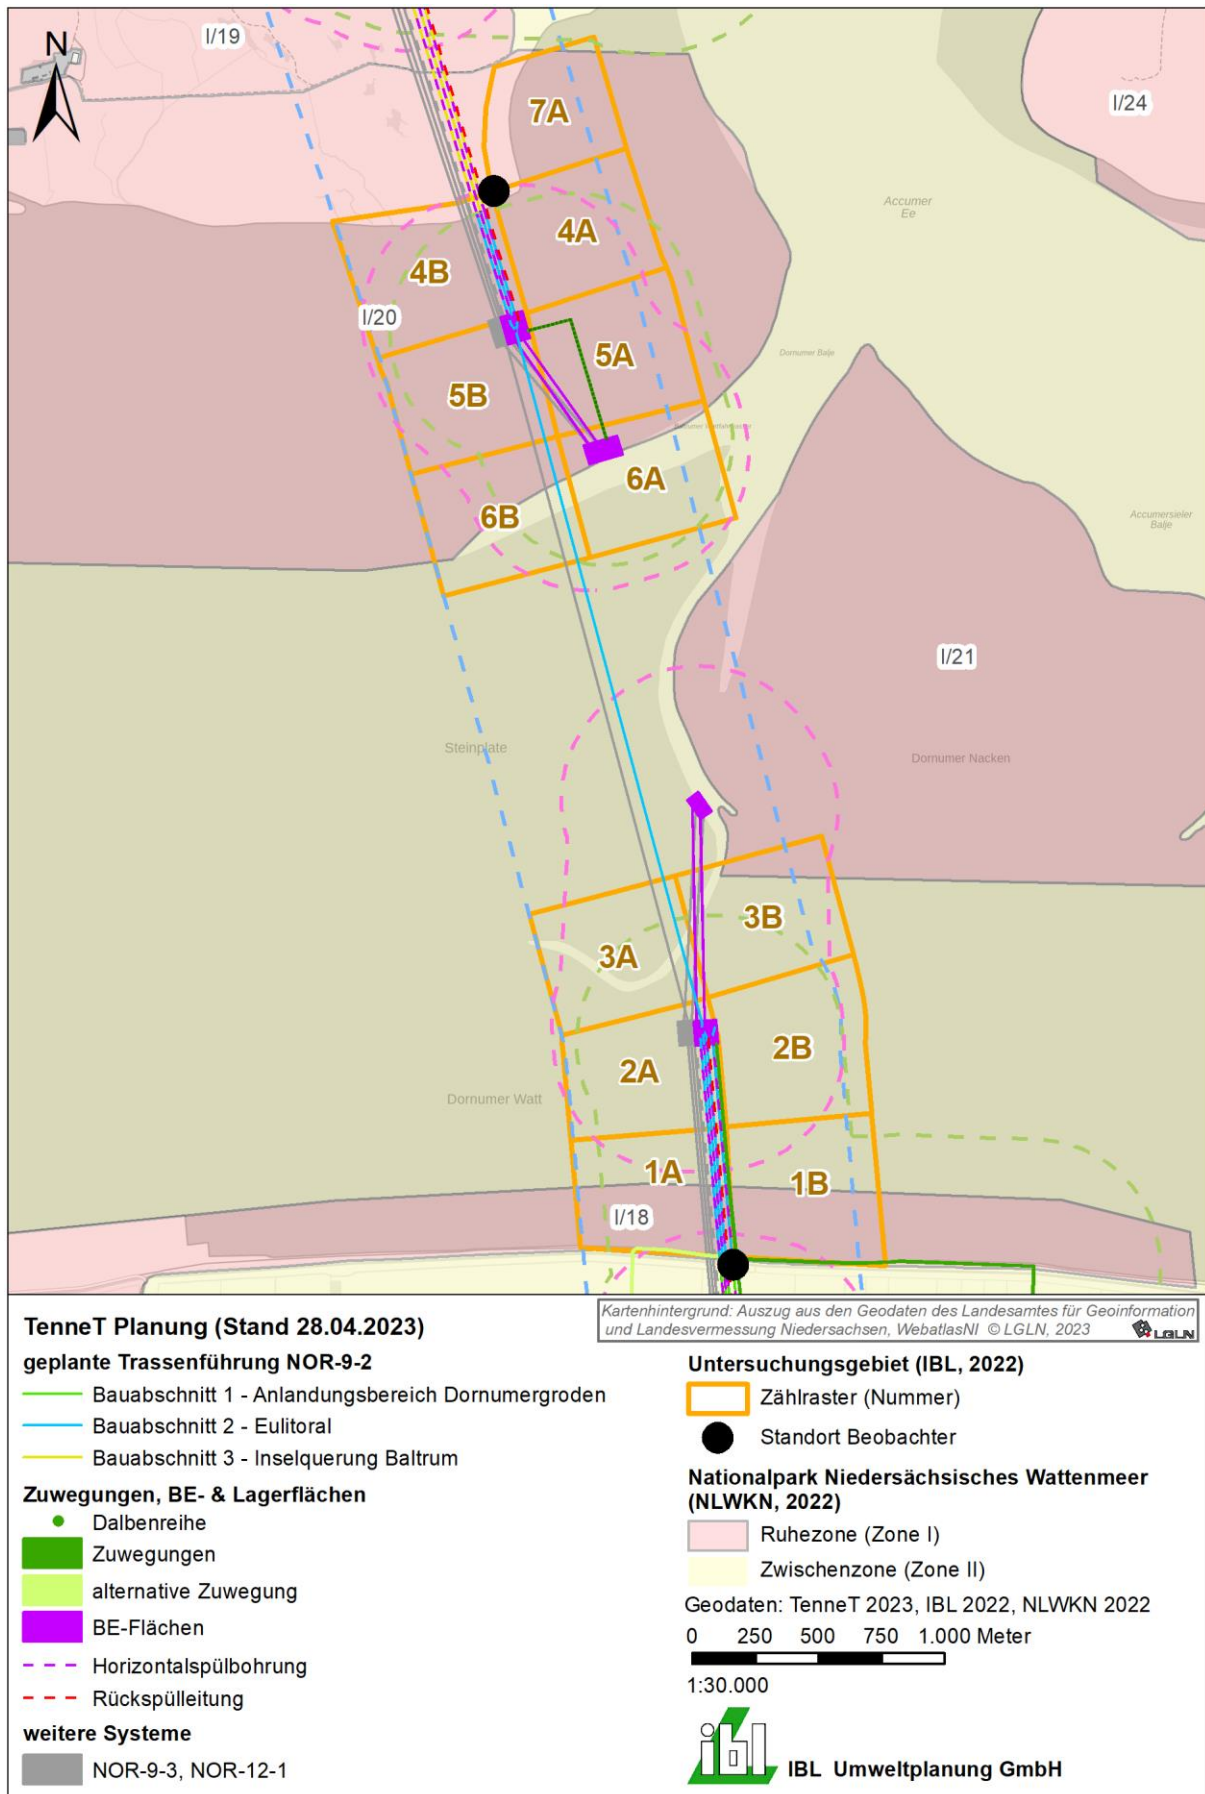 N
I/19
7A
I/24
Accumer
Ee
4A
4B
I/20
Dornumer Balje
5A
5B
6A
6B
Accumersieler
Balje
I/21
Steinplate
Dornumer Nacken
3B
3A
2B
2A
Dornumer Watt
1A
1B
I/18
Kartenhintergrund: Auszug aus den Geodaten des Landesamtes für Geoinformation
und Landesvermessung Niedersachsen, WebatlasNI © LGLN, 2023
LGLN
TenneT Planung (Stand 28.04.2023)
geplante Trassenführung NOR-9-2
Bauabschnitt 1 - Anlandungsbereich Dornumergroden
Bauabschnitt 2 - Eulitoral
Bauabschnitt 3 - Inselquerung Baltrum
Zuwegungen, BE- & Lagerflächen
Dalbenreihe
Zuwegungen
alternative Zuwegung
BE-Flächen
Horizontalspülbohrung
Rückspülleitung
weitere Systeme
NOR-9-3, NOR-12-1
Untersuchungsgebiet (IBL, 2022)
Zählraster (Nummer)
Standort Beobachter
Nationalpark Niedersächsisches Wattenmeer
(NLWKN, 2022)
Ruhezone (Zone I)
Zwischenzone (Zone II)
Geodaten: TenneT 2023, IBL 2022, NLWKN 2022
0 250 500 750 1.000 Meter
1:30.000
ibl IBL Umweltplanung GmbH